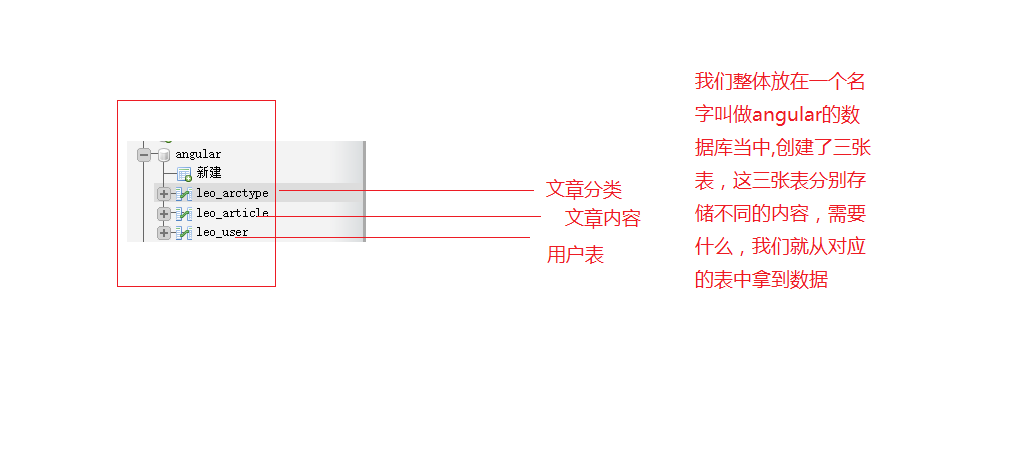 angular
新建
leo_arctype
leo_article
leo_user
文章分类
文章内容
用户表
我们整体放在一个名
字叫做angular的数
据库当中,创建了三张
表，这三张表分别存
储不同的内容，需要
什么，我们就从对应
的表中拿到数据